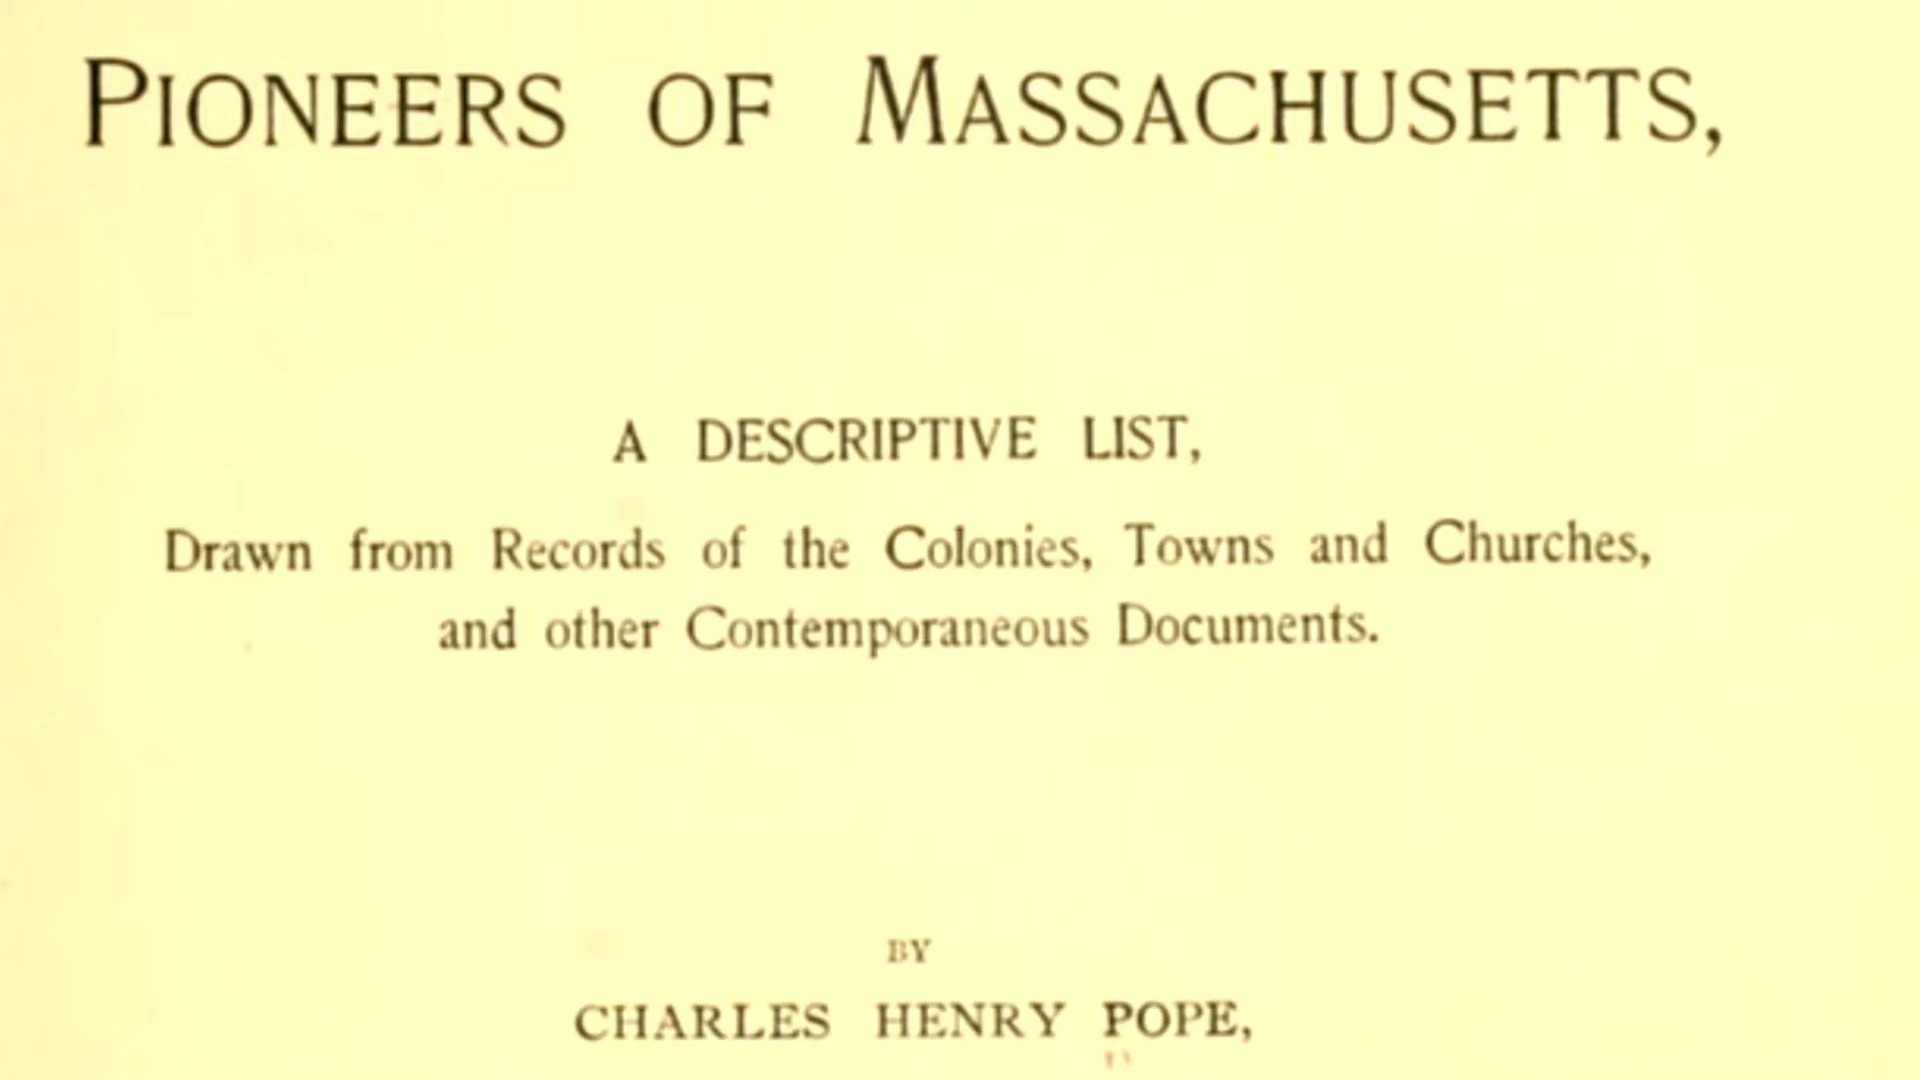 PIONEERS OF MASSACHUSETTS,
A DESCRIPTIVE LIST,
Drawn from Records of the Colonies, Towns and Churches,
and other Contemporaneous Documents.
BY
CHARLES HENRY POPE,